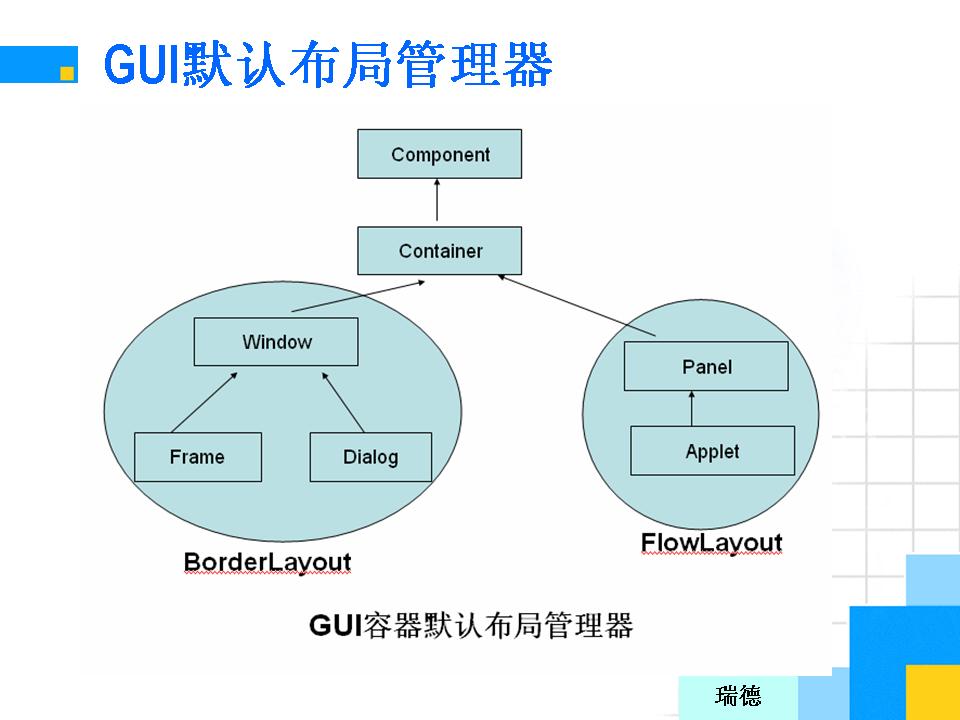 GUI默认布局管理器
Component
Container
Window
Panel
Frame
Dialog
Applet
FlowLayout
BorderLayout
GUI容器默认布局管理器
瑞德